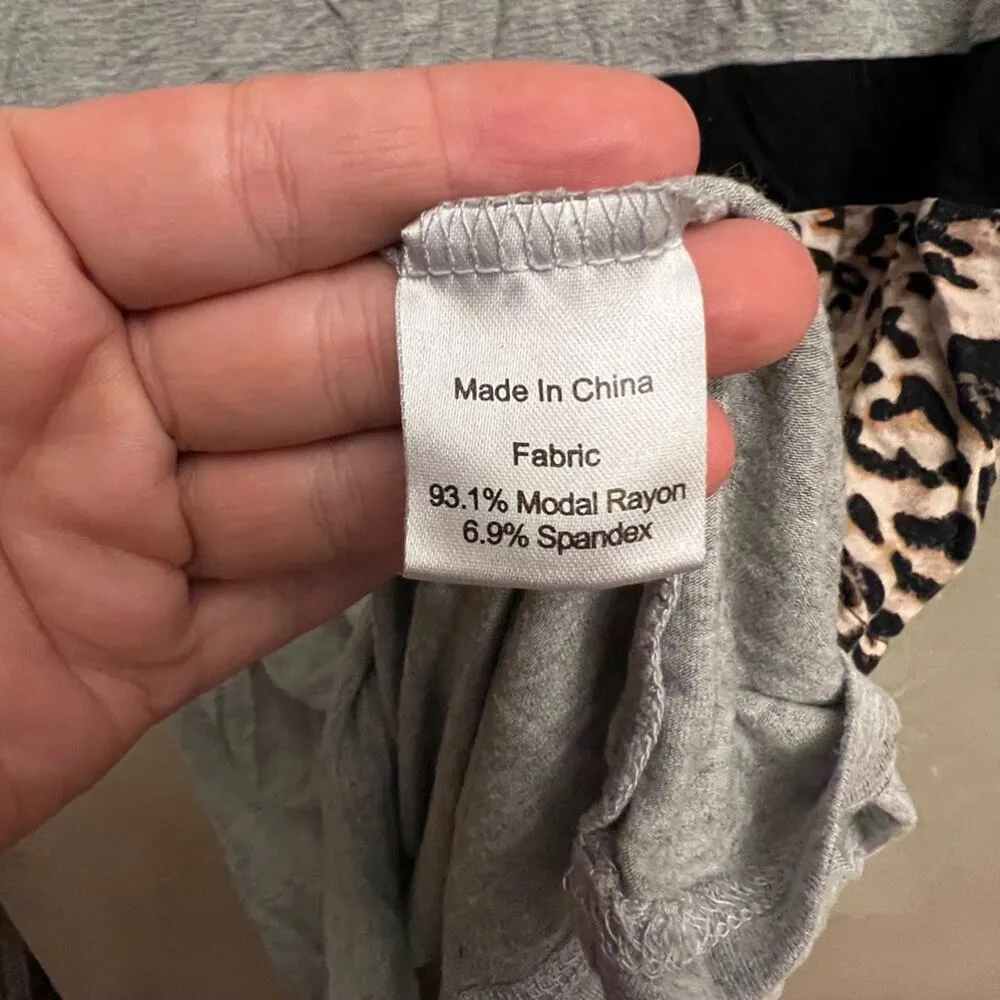 Made In China
Fabric
93.1% Modal Rayon
6.9% Spandex